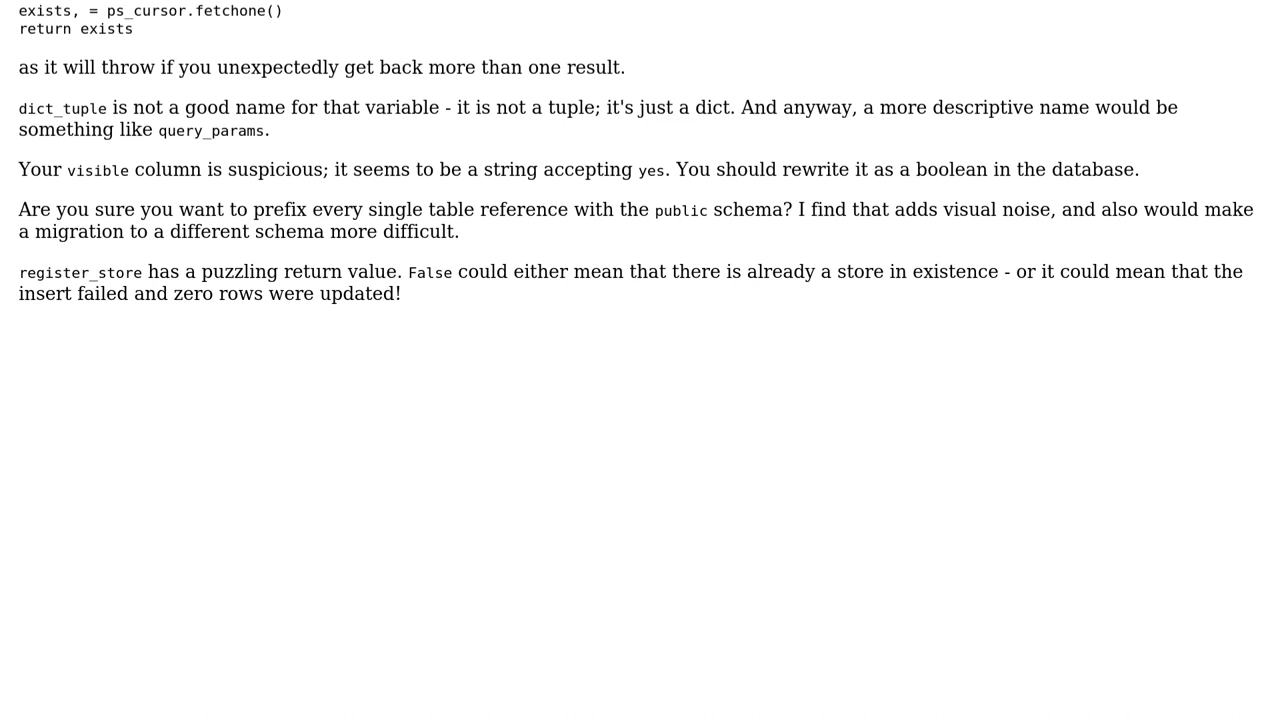 exists, = ps_cursor.fetchone()
return exists
as it will throw if you unexpectedly get back more than one result.
dict_tuple is not a good name for that variable - it is not a tuple; it's just a dict. And anyway, a more descriptive name would be
something like query_params.
Your visible column is suspicious; it seems to be a string accepting yes. You should rewrite it as a boolean in the database.
Are you sure you want to prefix every single table reference with the public schema? I find that adds visual noise, and also would make
a migration to a different schema more difficult.
register_store has a puzzling return value. False could either mean that there is already a store in existence - or it could mean that the
insert failed and zero rows were updated!